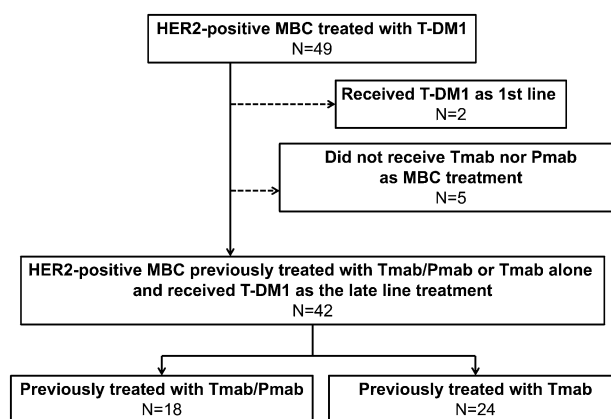 HER2-positive MBC treated with T-DM1
N=49
Received T-DM1 as 1st line
N=2
Did not receive Tmab nor Pmab
as MBC treatment
N=5
HER2-positive MBC previously treated with Tmab/Pmab or Tmab alone
and received T-DM1 as the late line treatment
N=42
Previously treated with Tmab/Pmab
N=18
Previously treated with Tmab
N=24